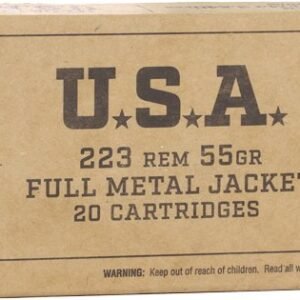 U.S.A.
223 REM 55GR
FULL METAL JACKET
20 CARTRIDGES
WARNING: Keep out of reach of children. Read all w